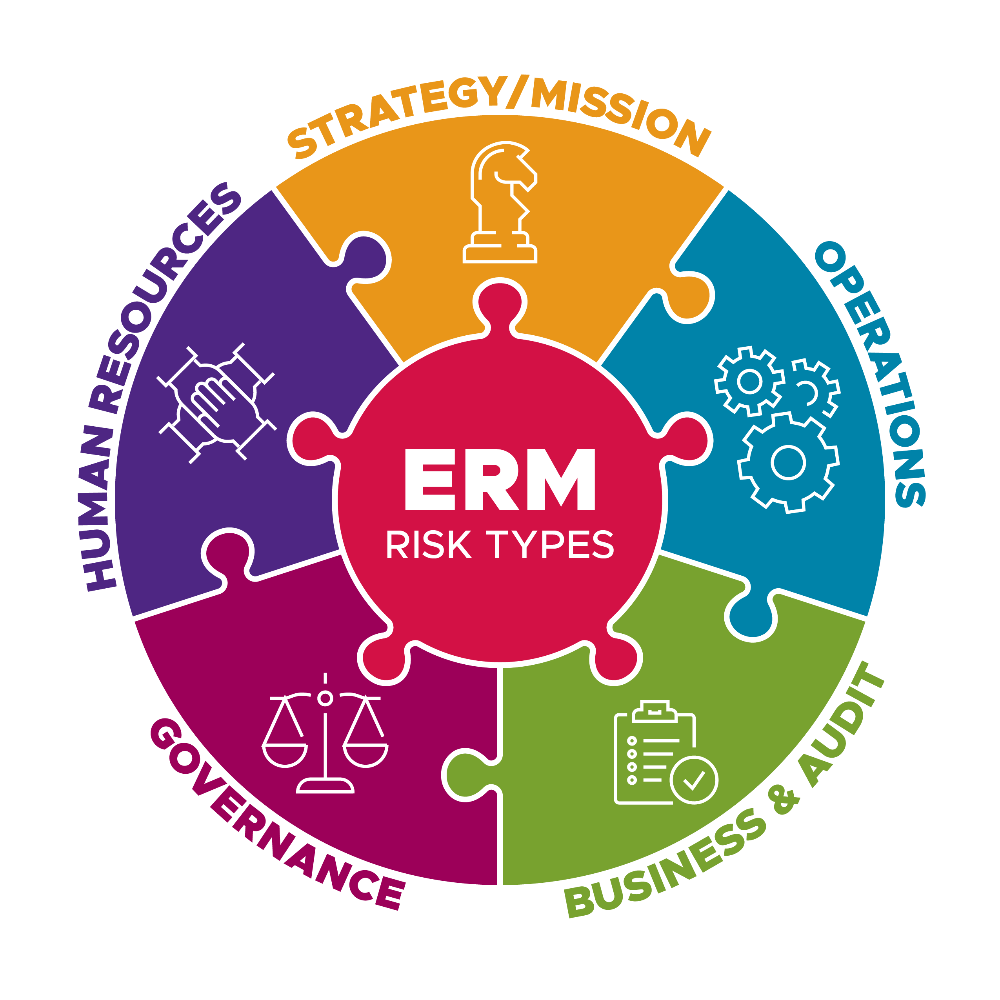 STRATEGY/MISSION
OPERATIONS
BUSINESS & AUDIT
GOVERNANCE
HUMAN RESOURCES
ERM
RISK TYPES